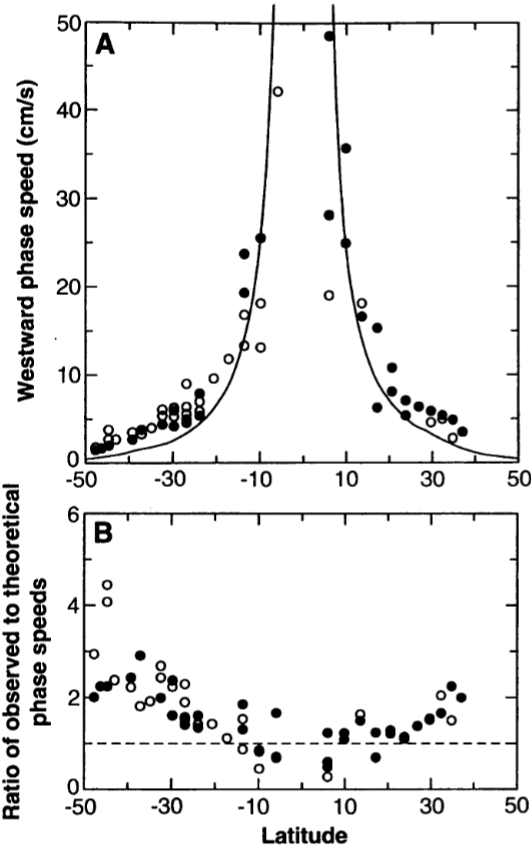 A
Westward phase speed (cm/s)
50
40
30
20
10
0
-50 -30 -10 10 30 50
B
Ratio of observed to theoretical
phase speeds
6
4
2
0
-50 -30 -10 10 30 50
Latitude